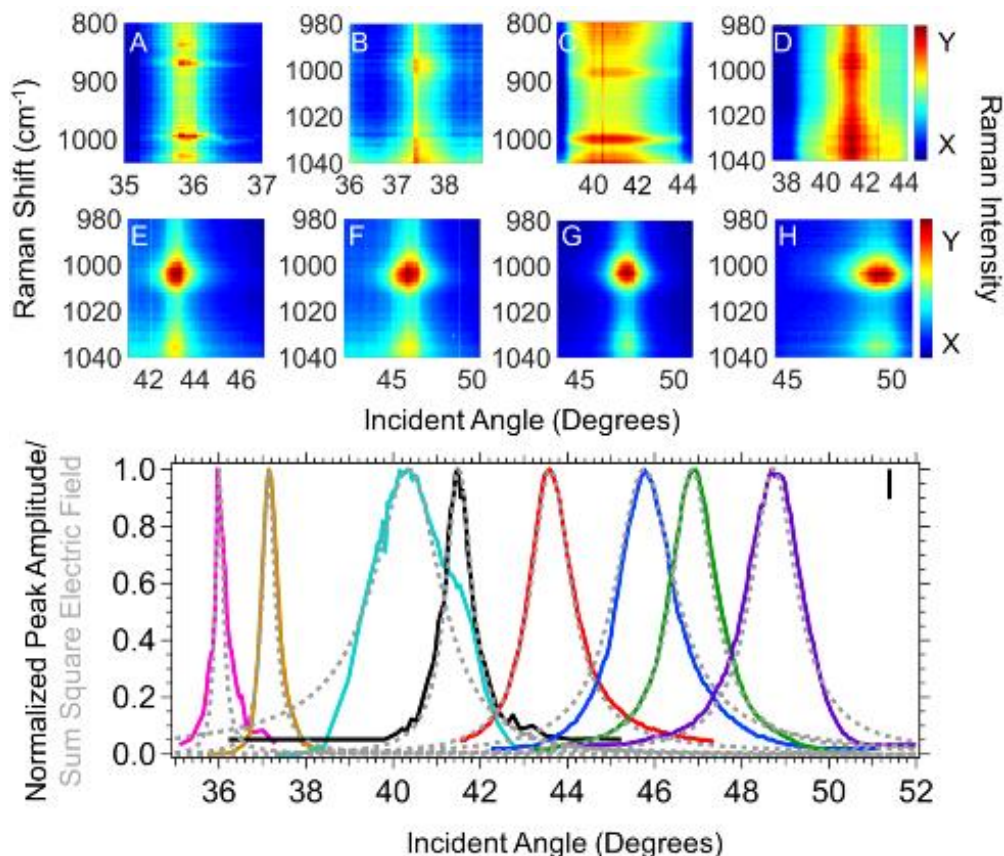 A B C D
800 900 1000
980 1000 1020 1040
800 900 1000
980 1000 1020 1040
Y
X
35 36 37
36 37 38
40 42 44
38 40 42 44
Raman Shift (cm⁻¹)
Raman Intensity
E F G H
980 1000 1020 1040
980 1000 1020 1040
980 1000 1020 1040
980 1000 1020 1040
Y
X
42 44 46
45 50
45 50
45 50
Incident Angle (Degrees)
Normalized Peak Amplitude/
Sum Square Electric Field
1.0
0.8
0.6
0.4
0.2
0.0
I
36 38 40 42 44 46 48 50 52
Incident Angle (Degrees)